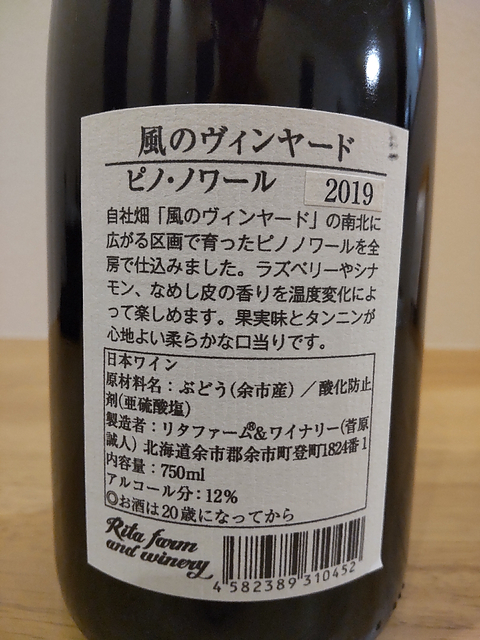 風のヴィンヤード
ピノ・ノワール 2019
自社畑「風のヴィンヤード」の南北に
広がる区画で育ったピノノワールを全
房で仕込みました。ラズベリーやシナ
モン、なめし皮の香りを温度変化によ
って楽しめます。果実味とタンニンが
心地よい柔らかな口当りです。
日本ワイン
原材料名：ぶどう(余市産)／酸化防止
剤(亜硫酸塩)
製造者：リタファーム®&ワイナリー(菅原
誠人) 北海道余市郡余市町登町1824番1
内容量：750ml
アルコール分：12%
◎お酒は20歳になってから
Rita farm
and winery
4 582389 310452